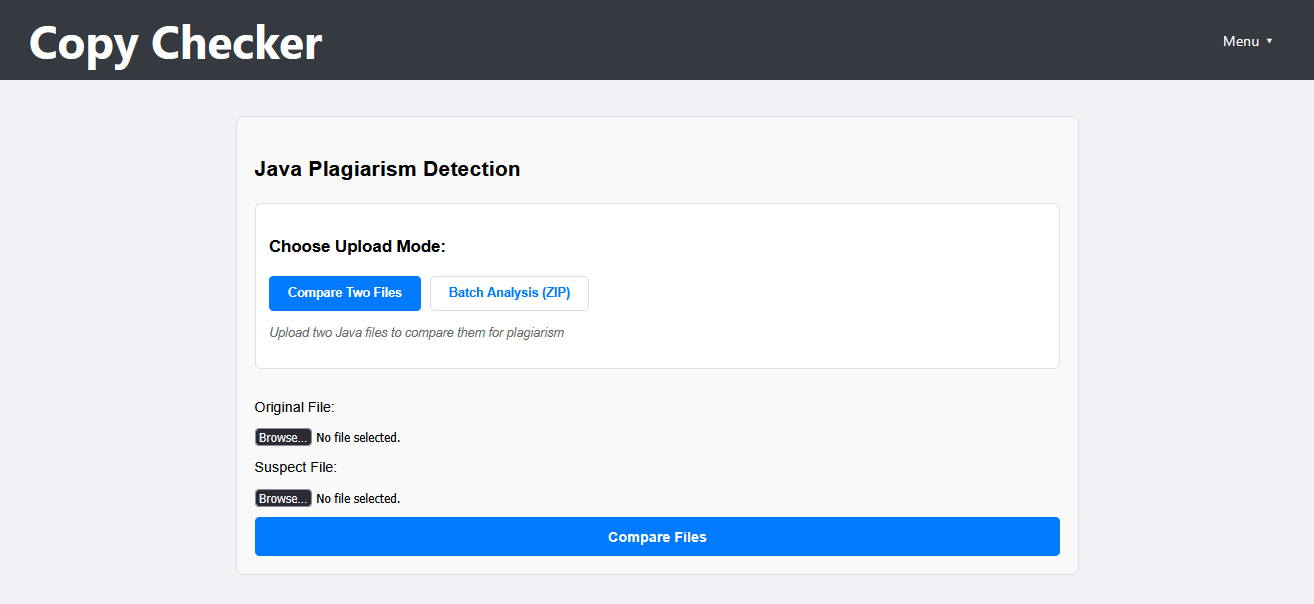 Copy Checker
Menu ▼
Java Plagiarism Detection
Choose Upload Mode:
Compare Two Files
Batch Analysis (ZIP)
Upload two Java files to compare them for plagiarism
Original File:
Browse... No file selected.
Suspect File:
Browse... No file selected.
Compare Files